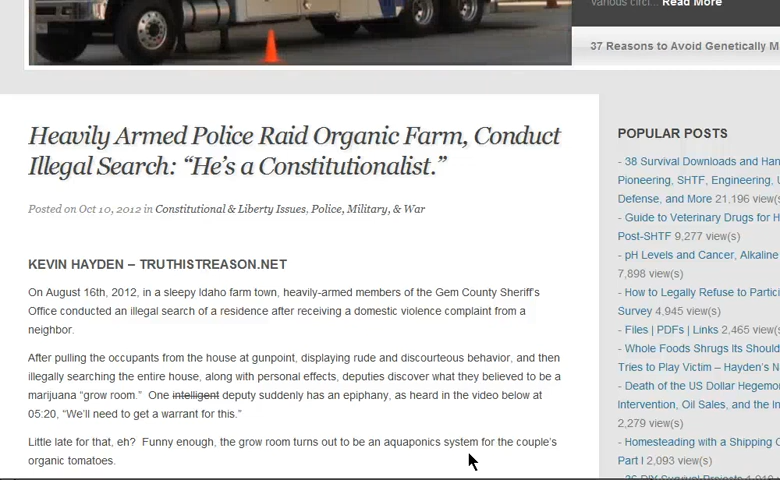 various circl... Read More
37 Reasons to Avoid Genetically M
Heavily Armed Police Raid Organic Farm, Conduct
Illegal Search: “He’s a Constitutionalist.”
Posted on Oct 10, 2012 in Constitutional & Liberty Issues, Police, Military, & War
KEVIN HAYDEN – TRUTHISTREASON.NET
On August 16th, 2012, in a sleepy Idaho farm town, heavily-armed members of the Gem County Sheriff’s
Office conducted an illegal search of a residence after receiving a domestic violence complaint from a
neighbor.
After pulling the occupants from the house at gunpoint, displaying rude and discourteous behavior, and then
illegally searching the entire house, along with personal effects, deputies discover what they believed to be a
marijuana “grow room.” One intelligent deputy suddenly has an epiphany, as heard in the video below at
05:20, “We’ll need to get a warrant for this.”
Little late for that, eh? Funny enough, the grow room turns out to be an aquaponics system for the couple’s
organic tomatoes.
POPULAR POSTS
- 38 Survival Downloads and Han
Pioneering, SHTF, Engineering, U
Defense, and More 21,196 view(s)
- Guide to Veterinary Drugs for H
Post-SHTF 9,277 view(s)
- pH Levels and Cancer, Alkaline
7,898 view(s)
- How to Legally Refuse to Partici
Survey 4,945 view(s)
- Files | PDFs | Links 2,465 view(s)
- Whole Foods Shrugs Its Should
Tries to Play Victim – Hayden’s N
- Death of the US Dollar Hegemo
Intervention, Oil Sales, and the In
2,279 view(s)
- Homesteading with a Shipping C
Part I 2,093 view(s)